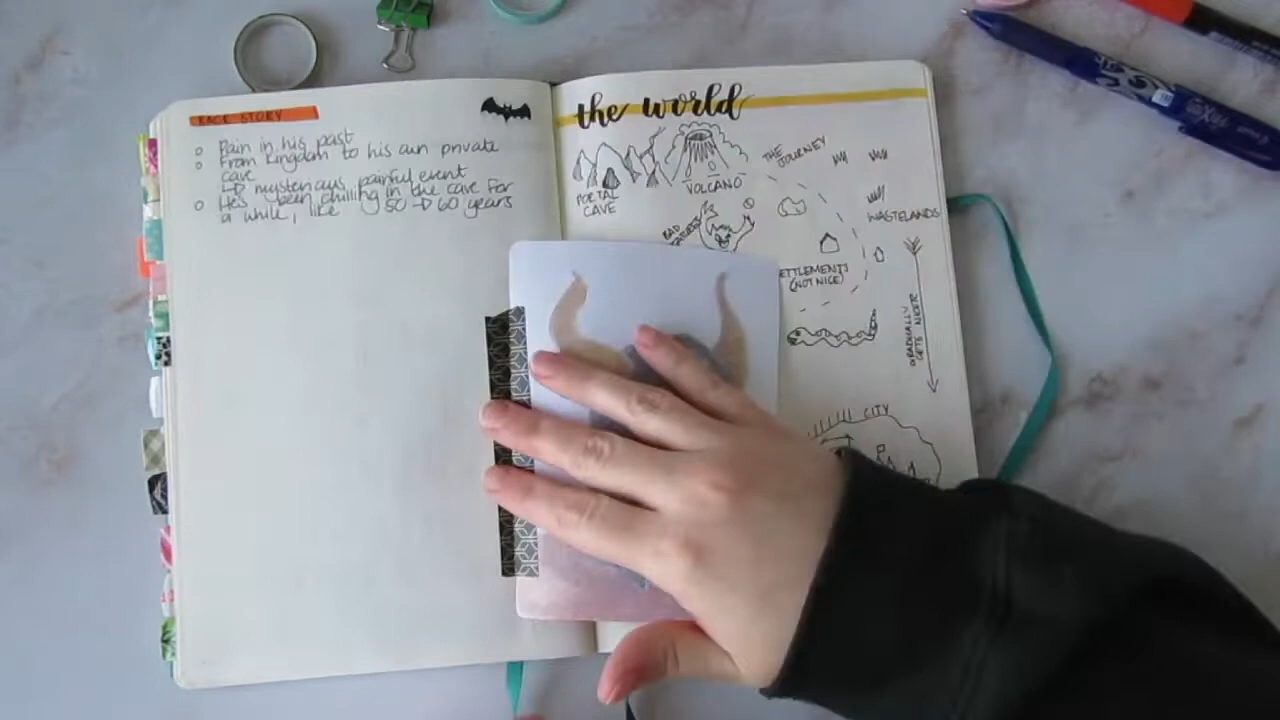 BACK STORY
Pain in his past
From Kingdom to his own private
cave
↳ mysterious, painful event
He's been chilling in the cave for
a while, like 50 → 60 years
the world
THE JOURNEY
VOLCANO
PORTAL
CAVE
WASTELANDS
BAD
ETTLEMENTS
(NOT NICE)
GRADUALLY
GETS NICER
CITY